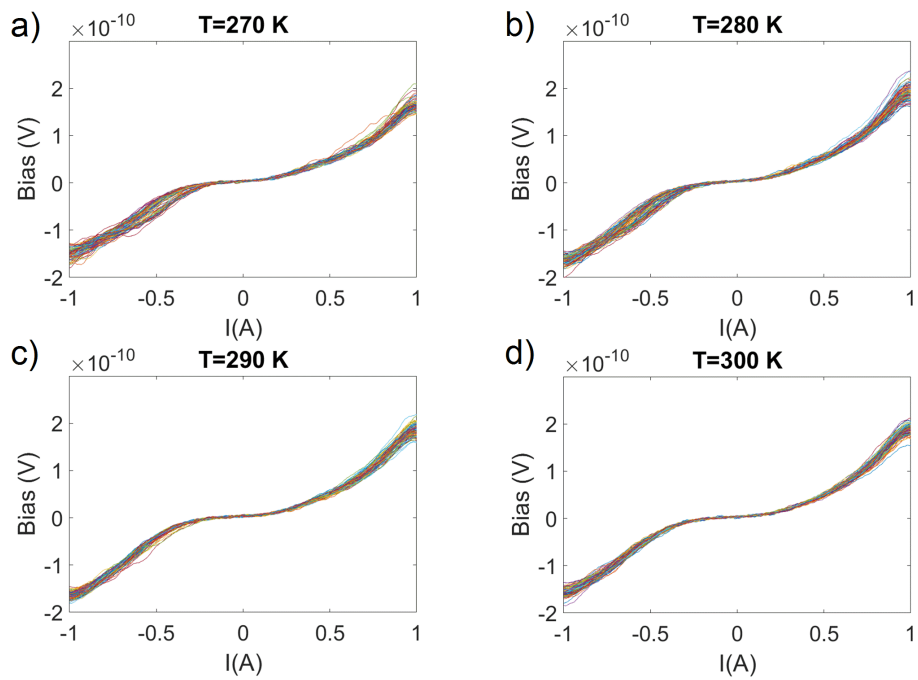 a)
×10^-10
T=270 K
2
1
0
-1
-2
Bias (V)
-1 -0.5 0 0.5 1
I(A)
b)
×10^-10
T=280 K
2
1
0
-1
-2
Bias (V)
-1 -0.5 0 0.5 1
I(A)
c)
×10^-10
T=290 K
2
1
0
-1
-2
Bias (V)
-1 -0.5 0 0.5 1
I(A)
d)
×10^-10
T=300 K
2
1
0
-1
-2
Bias (V)
-1 -0.5 0 0.5 1
I(A)